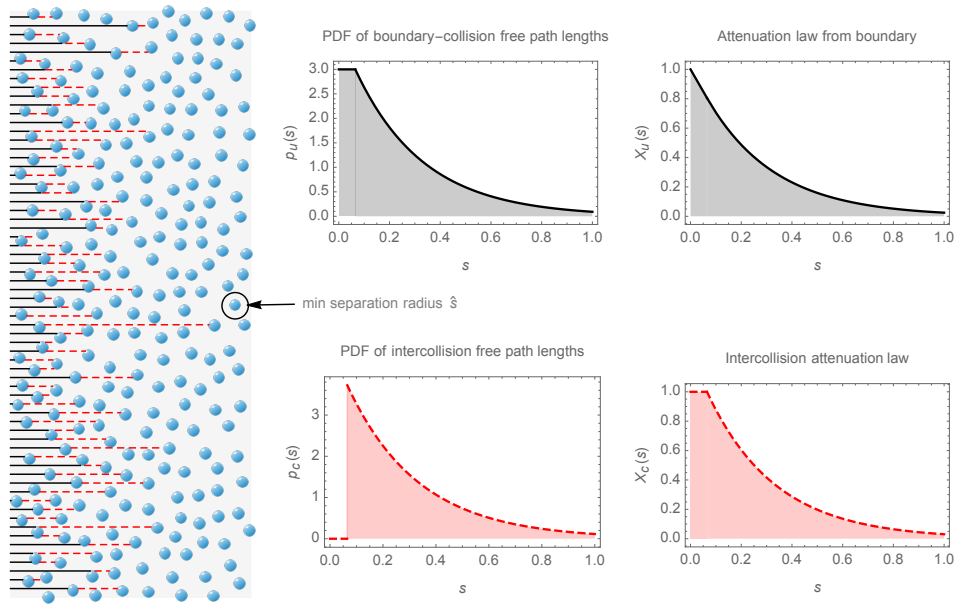 PDF of boundary-collision free path lengths
3.0
2.5
2.0
1.5
1.0
0.5
0.0
p_u(s)
0.0 0.2 0.4 0.6 0.8 1.0
s
Attenuation law from boundary
1.0
0.8
0.6
0.4
0.2
0.0
X_u(s)
0.0 0.2 0.4 0.6 0.8 1.0
s
min separation radius ŝ
PDF of intercollision free path lengths
3
2
1
0
p_c(s)
0.0 0.2 0.4 0.6 0.8 1.0
s
Intercollision attenuation law
1.0
0.8
0.6
0.4
0.2
0.0
X_c(s)
0.0 0.2 0.4 0.6 0.8 1.0
s